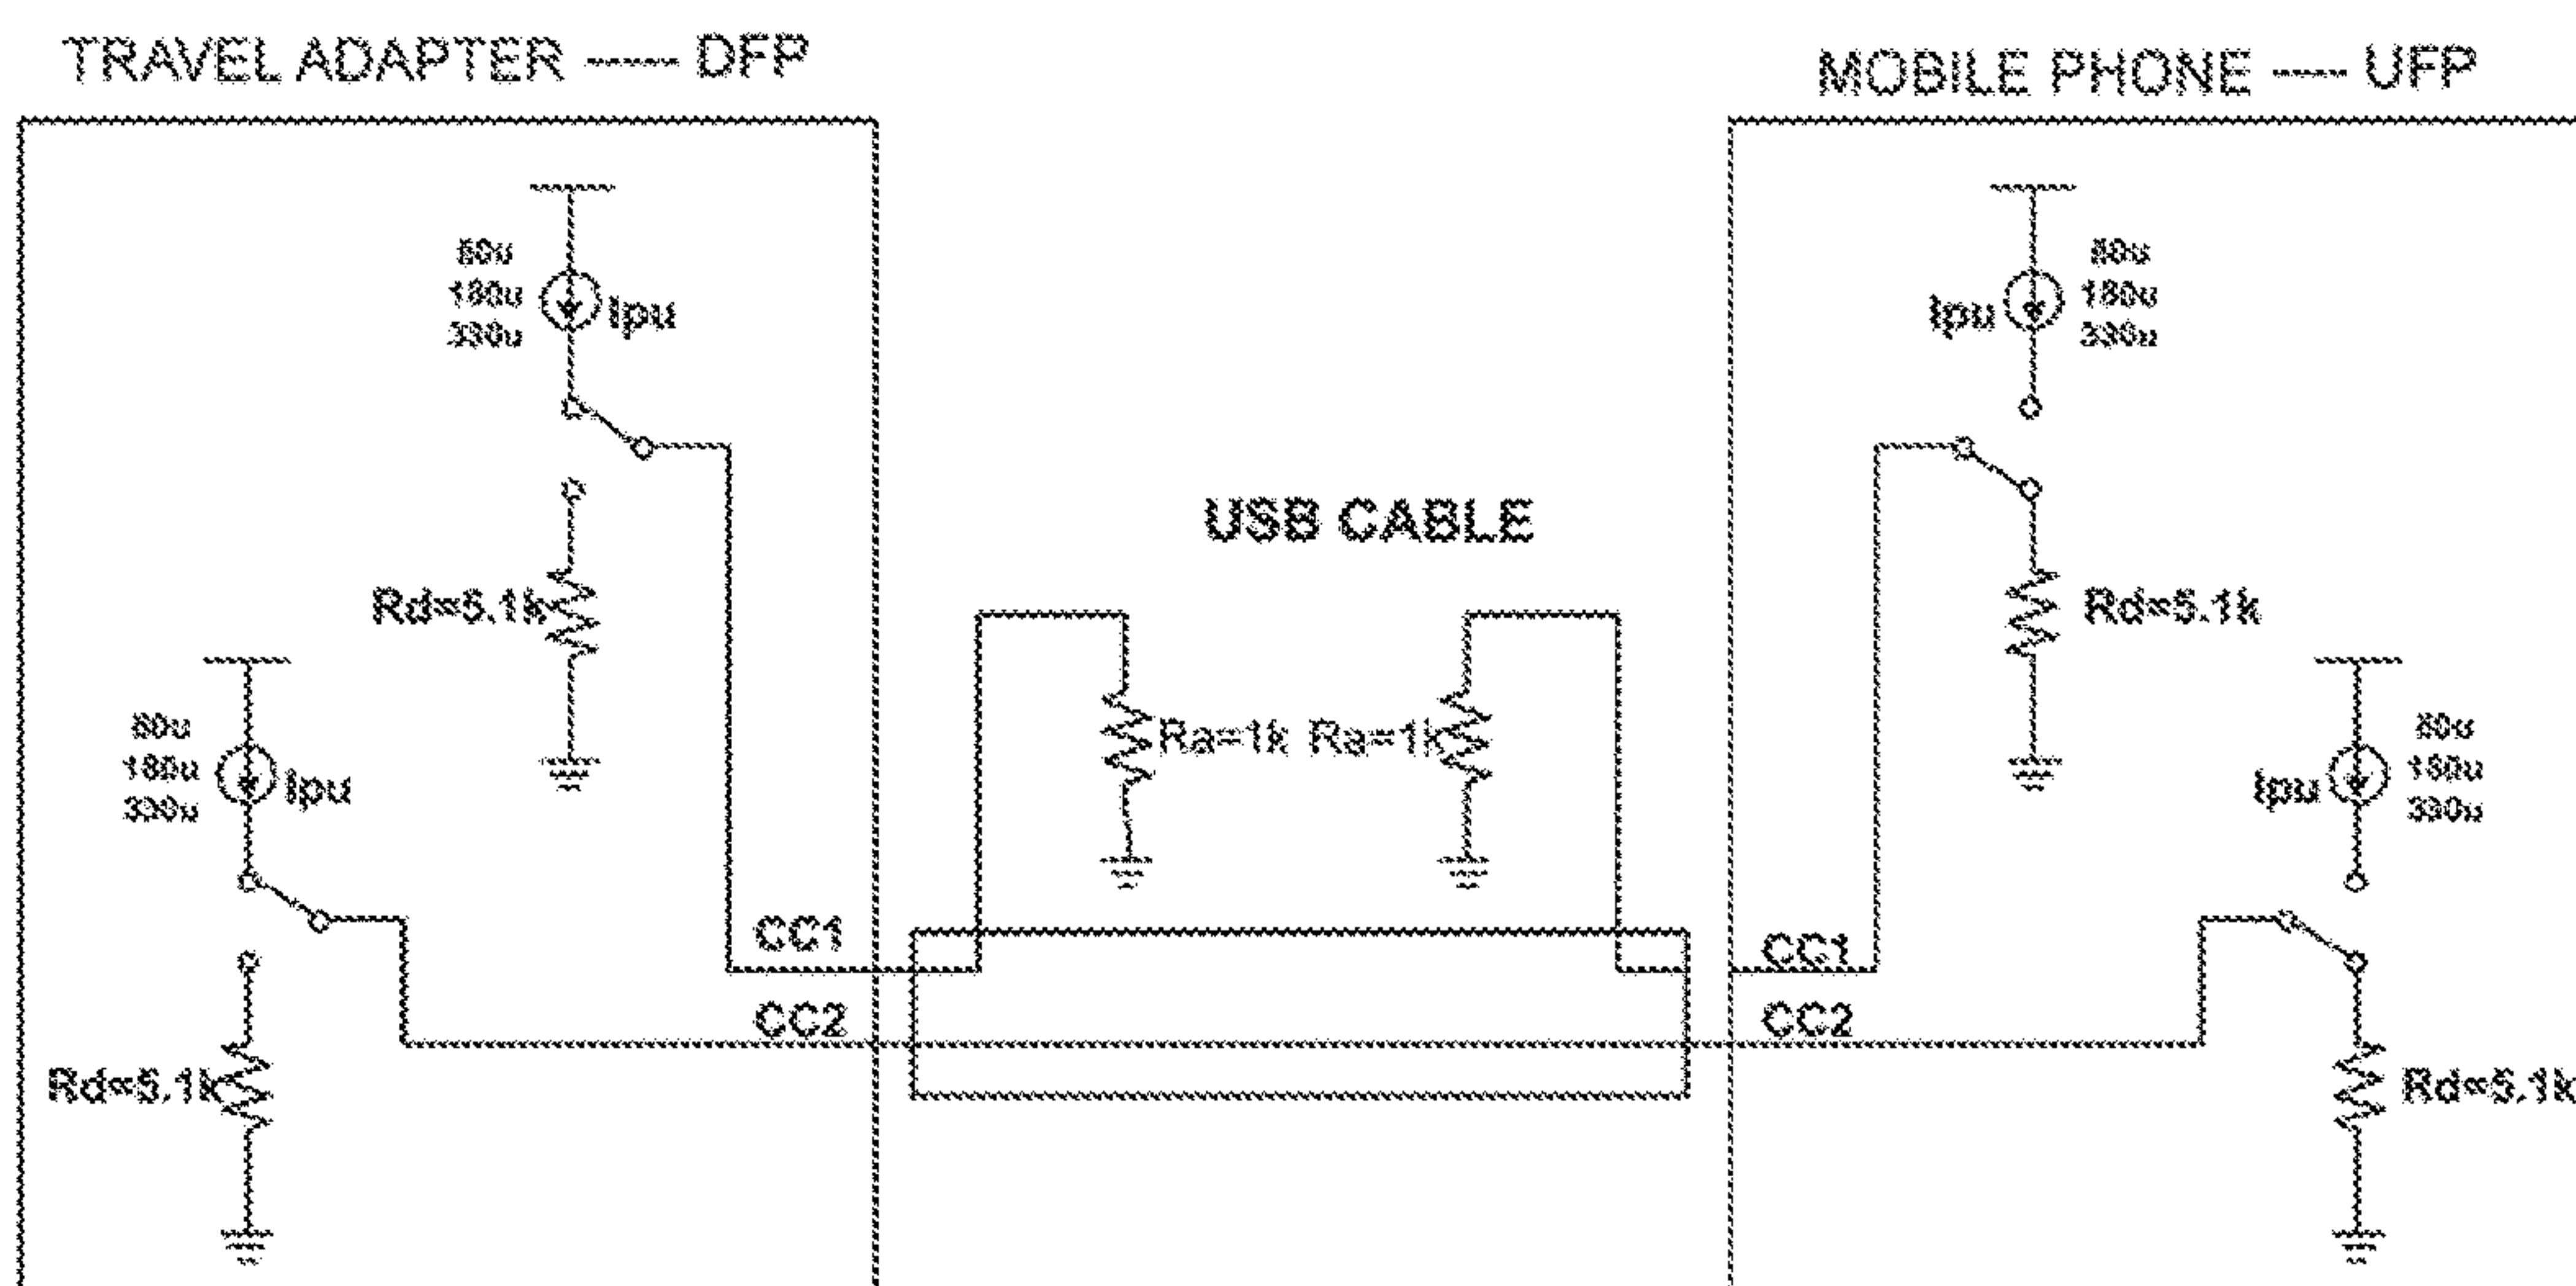 TRAVEL ADAPTER ----- DFP
MOBILE PHONE ---- UFP
80u
180u
330u
Ipu
80u
180u
330u
Ipu
USB CABLE
Rd=5.1k
Rd=5.1k
80u
180u
330u
Ipu
Ra=1k
Ra=1k
80u
180u
330u
Ipu
CC1
CC1
CC2
CC2
Rd=5.1k
Rd=5.1k